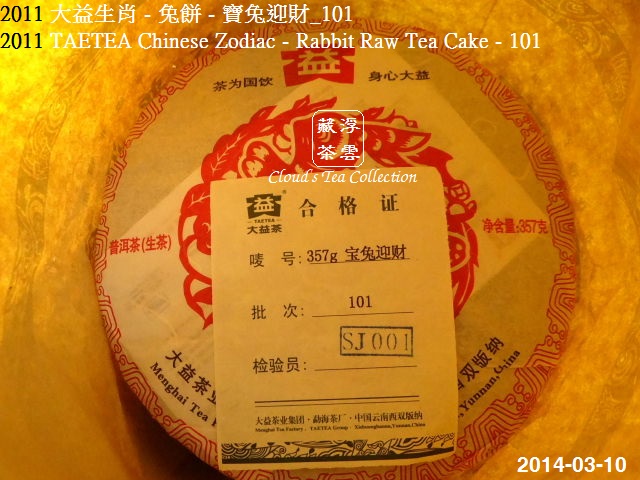 2011 大益生肖 - 兔餅 - 寶兔迎財_101
2011 TAETEA Chinese Zodiac - Rabbit Raw Tea Cake - 101
益
茶为国饮
身心大益
藏浮
茶雲
Cloud's Tea Collection
普洱茶(生茶)
净含量:357克
益®
TAETEA
大益茶
合格证
唛 号: 357g 宝兔迎财
批 次: 101
检验员: SJ001
大益茶业集团·勐海茶厂·中国云南西双版纳
Menghai Tea Factory, TAETEA Group, Xishuangbanna,Yunnan,China
大益茶业
Menghai Tea
西双版纳
Yunnan,China
2014-03-10